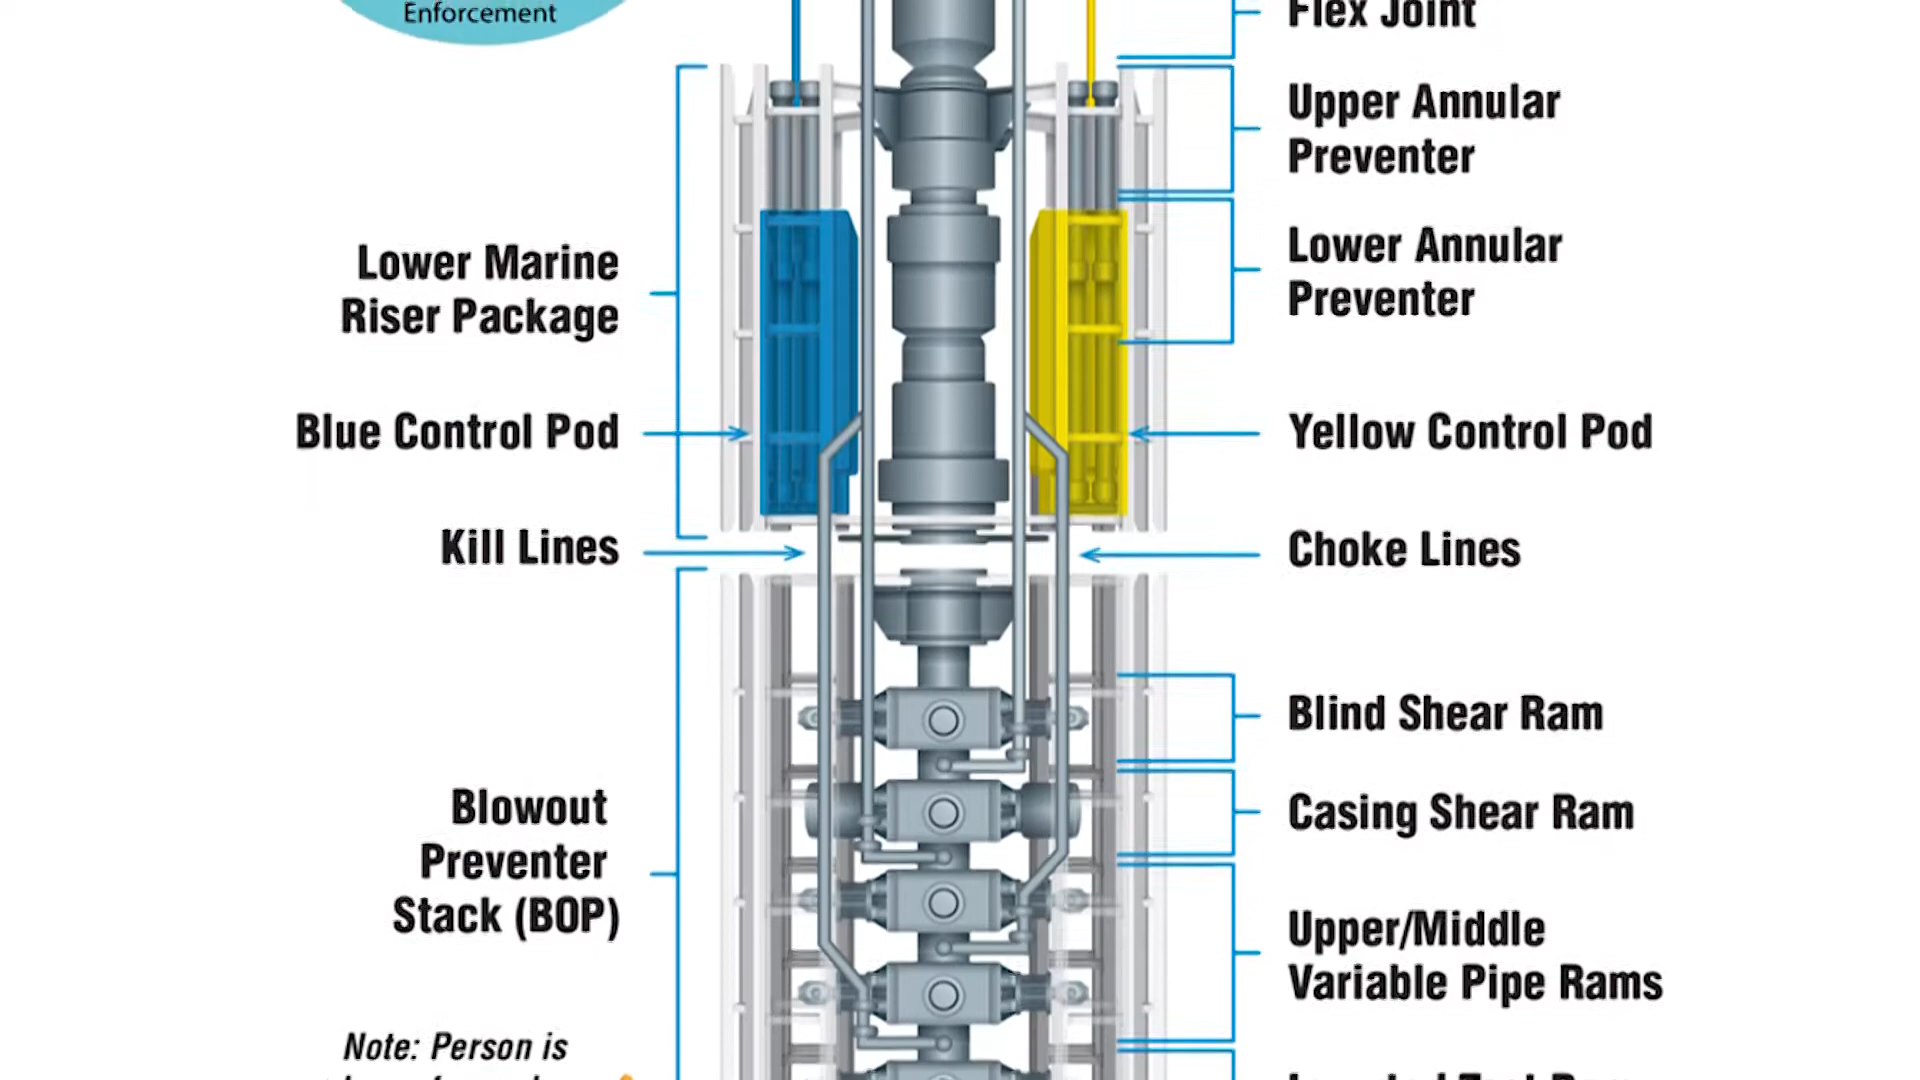 Enforcement
Flex Joint
Upper Annular
Preventer
Lower Annular
Preventer
Lower Marine
Riser Package
Blue Control Pod
Yellow Control Pod
Kill Lines
Choke Lines
Blind Shear Ram
Casing Shear Ram
Blowout
Preventer
Stack (BOP)
Upper/Middle
Variable Pipe Rams
Note: Person is